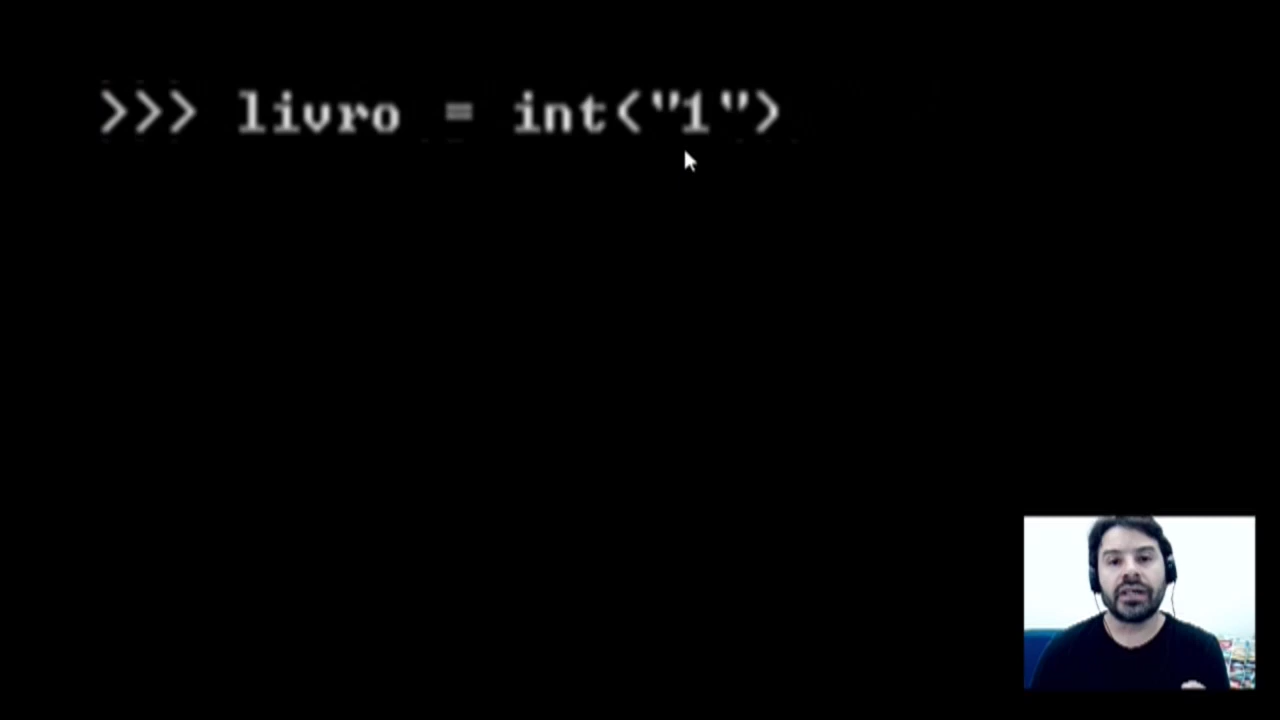 >>> livro = int("1")